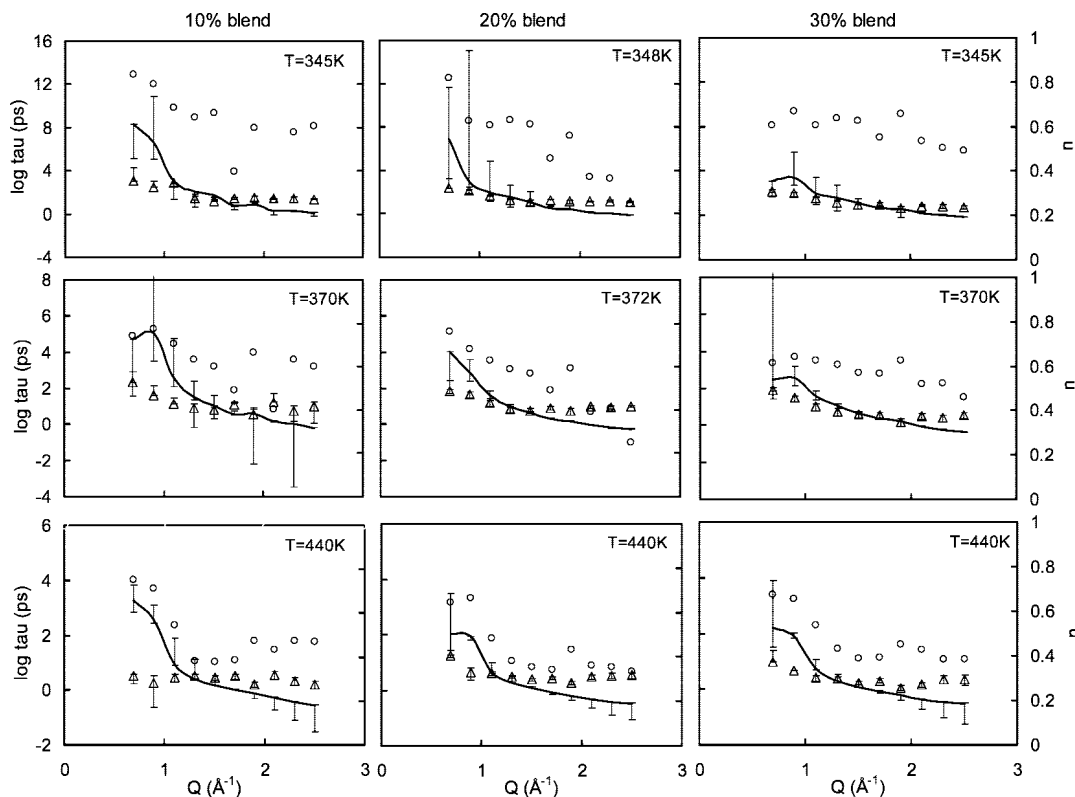 10% blend 20% blend 30% blend
16 1
T=345K T=348K T=345K
12 0.8
log tau (ps) 8 0.6 n
4 0.4
0 0.2
-4 0
8 1
T=370K T=372K T=370K
6 0.8
log tau (ps) 4 0.6 n
2 0.4
0
-2 0.2
-4 0
6 1
T=440K T=440K T=440K
0.8
4
log tau (ps) 0.6 n
2
0.4
0 0.2
-2 0
0 1 2 0 1 2 0 1 2 3
Q (Å⁻¹) Q (Å⁻¹) Q (Å⁻¹)